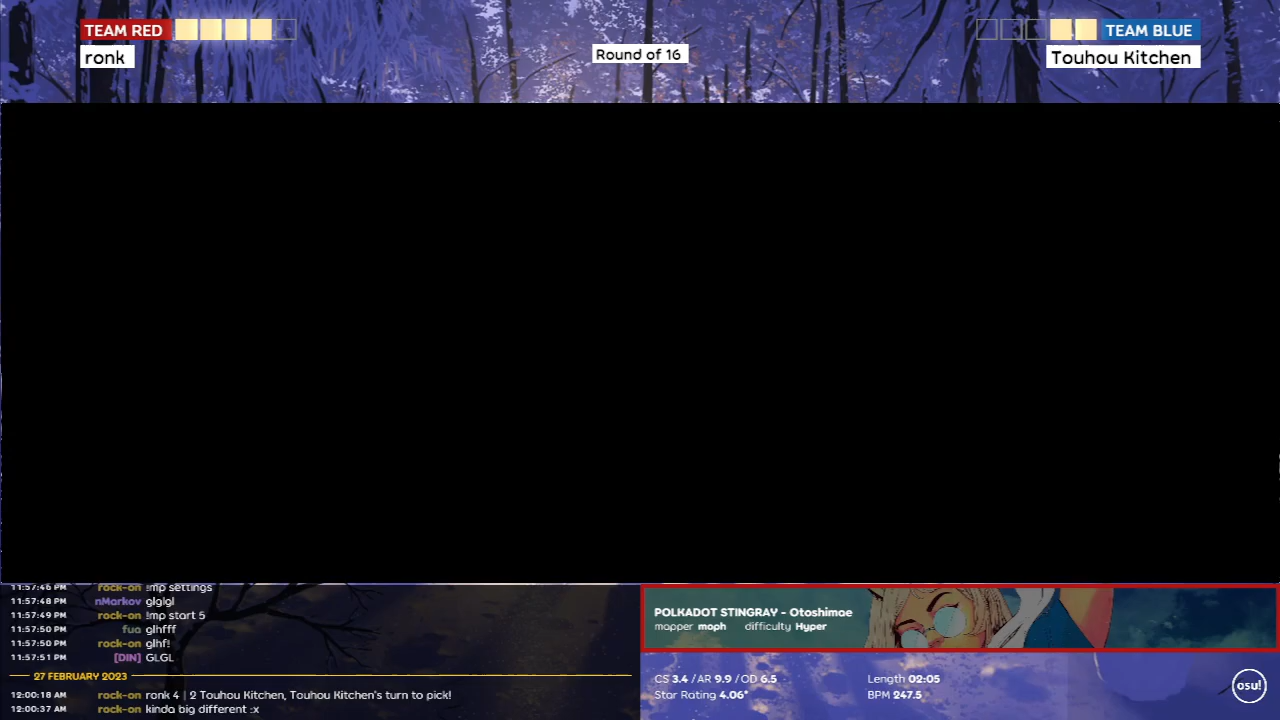 TEAM RED
ronk
Round of 16
TEAM BLUE
Touhou Kitchen
11:57:46 PM rock-on !mp settings
11:57:48 PM nMarkov glglgl
11:57:49 PM rock-on !mp start 5
11:57:50 PM fua glhfff
11:57:50 PM rock-on glhf!
11:57:51 PM [DIN] GLGL
27 FEBRUARY 2023
12:00:18 AM rock-on ronk 4 | 2 Touhou Kitchen, Touhou Kitchen's turn to pick!
12:00:37 AM rock-on kinda big different :x
POLKADOT STINGRAY - Otoshimae
mapper moph difficulty Hyper
CS 3.4 / AR 9.9 / OD 6.5 Length 02:05
Star Rating 4.06* BPM 247.5
osu!